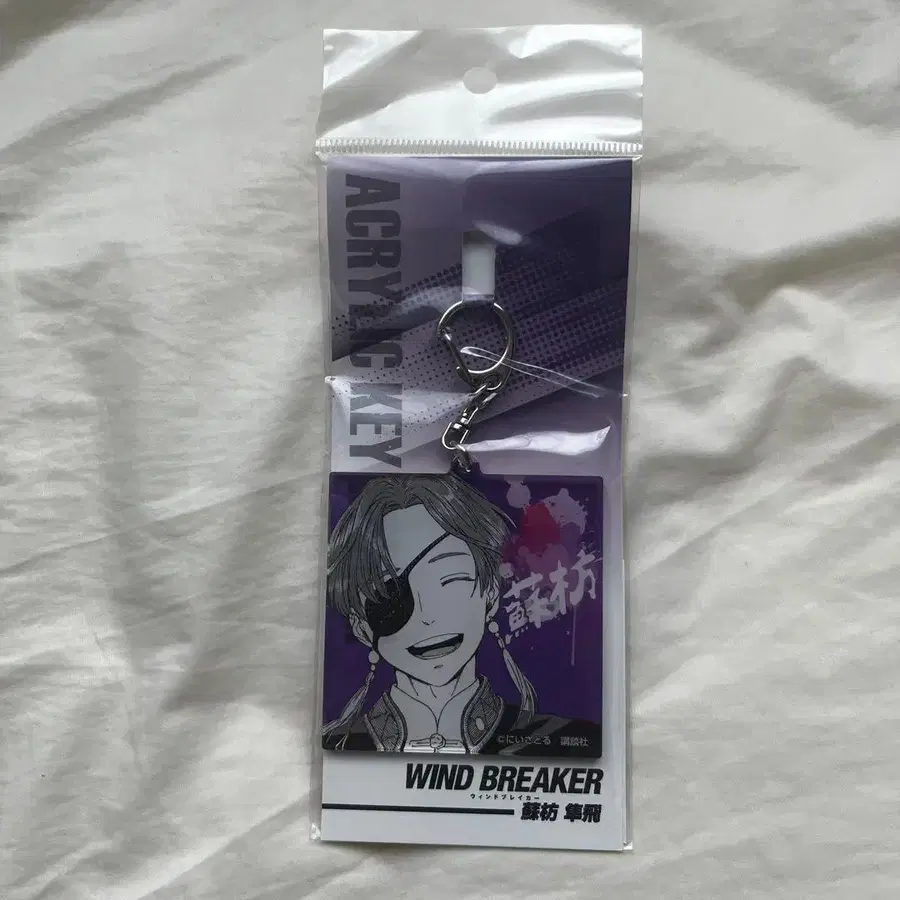 ACRYLIC KEY
蘇枋
©にいさとる 講談社
WIND BREAKER
ウィンドブレイカー
蘇枋 隼飛